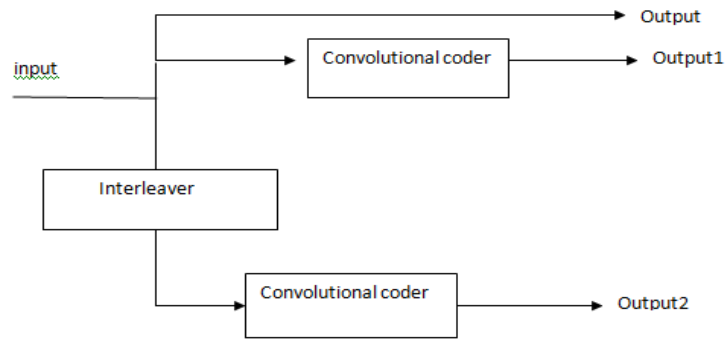 Output
Convolutional coder
Output1
input
Interleaver
Convolutional coder
Output2